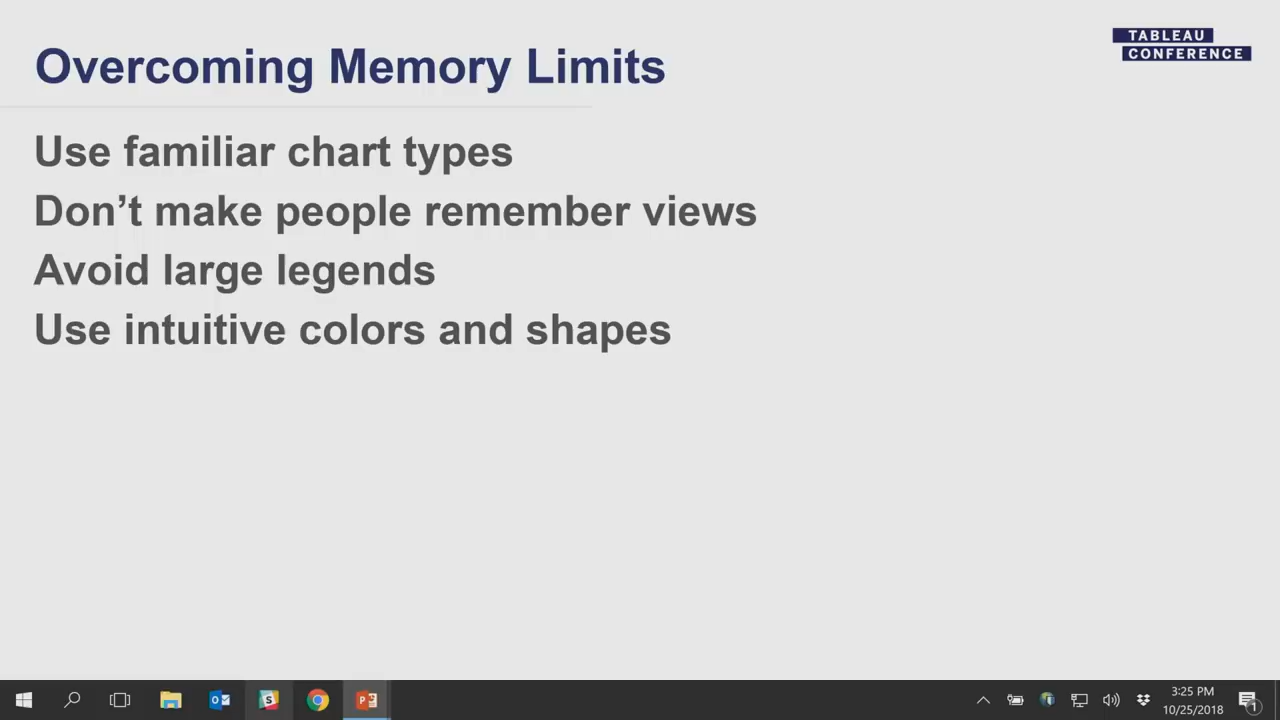 Overcoming Memory Limits
TABLEAU
CONFERENCE
Use familiar chart types
Don’t make people remember views
Avoid large legends
Use intuitive colors and shapes
3:25 PM
10/25/2018
1